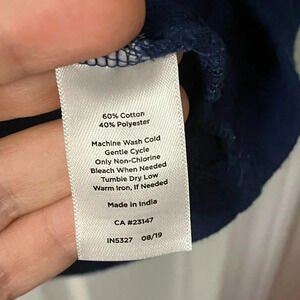 60% Cotton
40% Polyester
Machine Wash Cold
Gentle Cycle
Only Non-Chlorine
Bleach When Needed
Tumble Dry Low
Warm Iron, If Needed
Made in India
CA #23147
IN5327 08/19